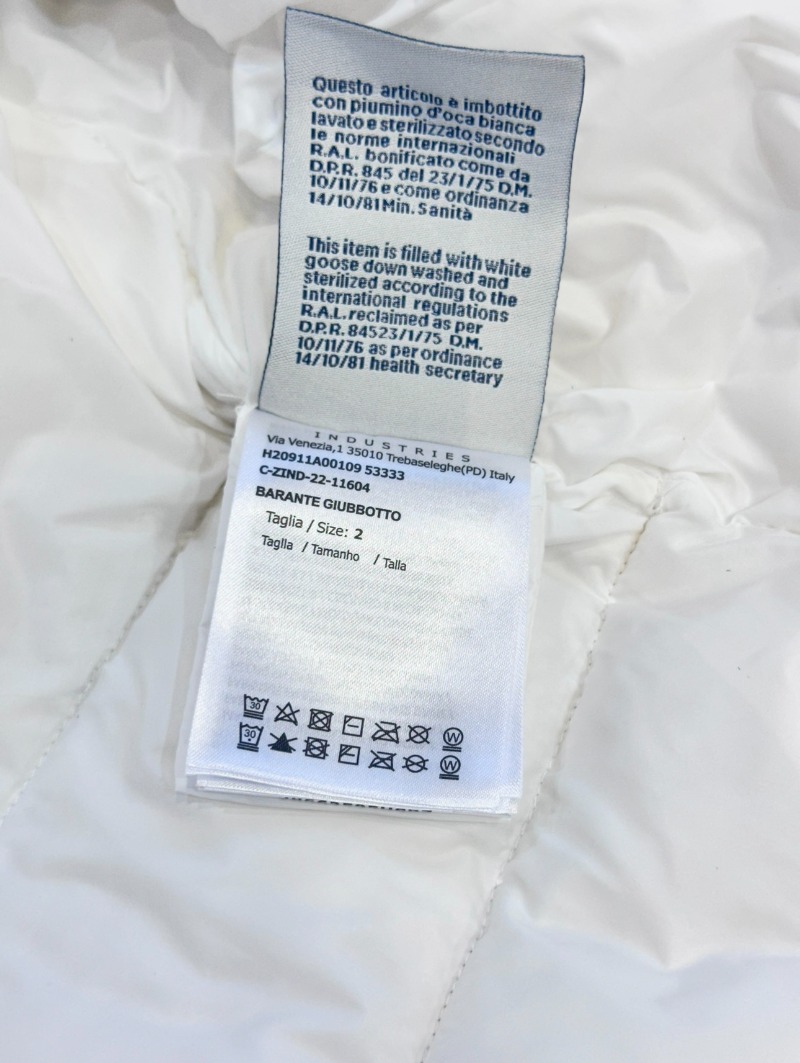 Questo articolo è imbottito
con piumino d'oca bianca
lavato e sterilizzato secondo
le norme internazionali
R.A.L. bonificato come da
D.P.R. 845 del 23/1/75 D.M.
10/11/76 e come ordinanza
14/10/81 Min. Sanità
This item is filled with white
goose down washed and
sterilized according to the
international regulations
R.A.L. reclaimed as per
D.P.R. 84523/1/75 D.M.
10/11/76 as per ordinance
14/10/81 health secretary
INDUSTRIES
Via Venezia,1 35010 Trebaseleghe(PD) Italy
H20911A00109 53333
C-ZIND-22-11604
BARANTE GIUBBOTTO
Taglia / Size: 2
Taglla / Tamanho / Talla
30 W
30 W